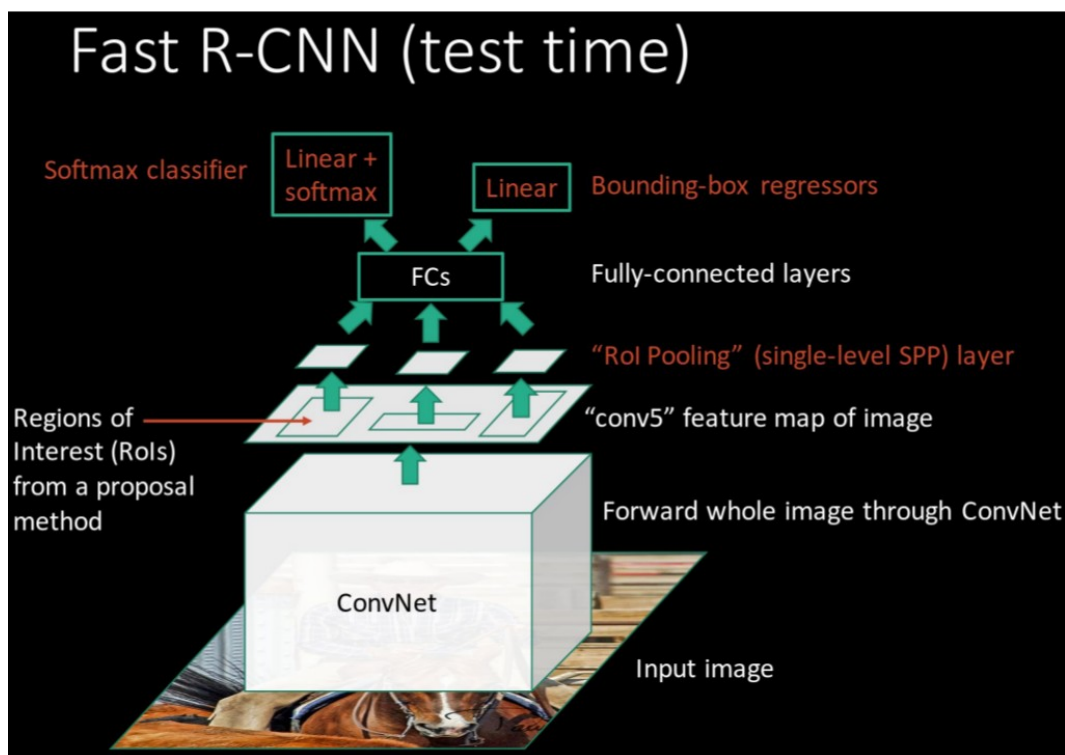 Fast R-CNN (test time)
Softmax classifier
Linear +
softmax
Linear
Bounding-box regressors
FCs
Fully-connected layers
“RoI Pooling” (single-level SPP) layer
Regions of
Interest (RoIs)
from a proposal
method
“conv5” feature map of image
Forward whole image through ConvNet
ConvNet
Input image